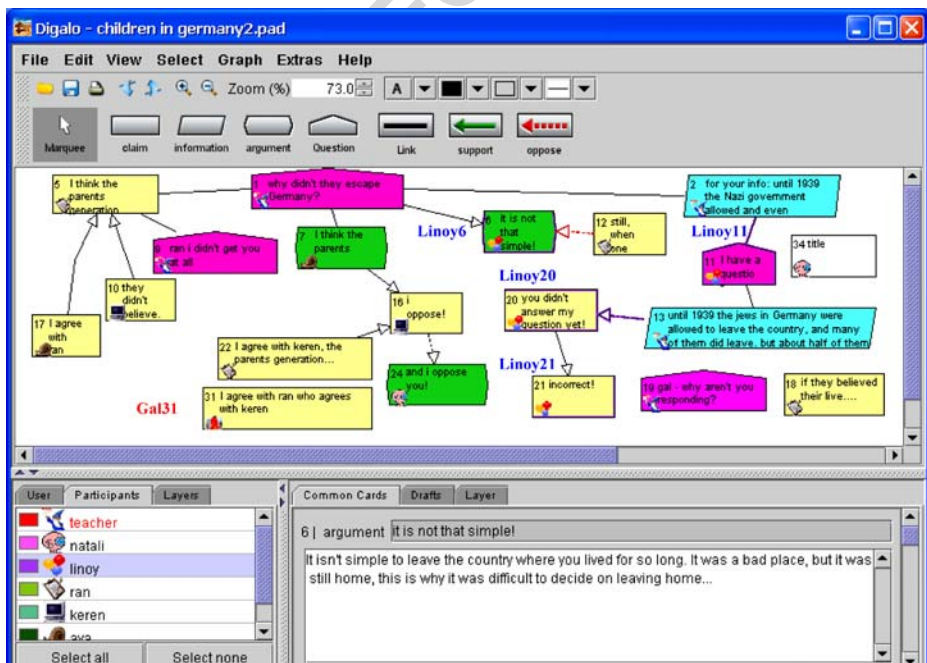 Digalo - children in germany2.pad
File Edit View Select Graph Extras Help
Zoom (%) 73.0 A
Marquee claim information argument Question Link support oppose
5 I think the
parents
generation
1 why didn't they escape
Germany?
2 for your info: until 1939
the Nazi government
allowed and even
Linoy6
6 it is not
that
simple!
12 still,
when
one
Linoy11
9 ran i didn't get you
at all
7 I think the
parents
11 I have a
questio
34 title
10 they
didn't
believe.
Linoy20
16 i
oppose!
20 you didn't
answer my
question yet!
13 until 1939 the jews in Germany were
allowed to leave the country, and many
of them did leave. but about half of them
17 I agree
with
ran
22 I agree with keren, the
parents generation...
24 and i oppose
you!
Linoy21
21 incorrect!
19 gal - why aren't you
responding?
18 if they believed
their live....
Gal31
31 I agree with ran who agrees
with keren
User Participants Layers
teacher
natali
linoy
ran
keren
aya
Select all Select none
Common Cards Drafts Layer
6 | argument it is not that simple!
It isn't simple to leave the country where you lived for so long. It was a bad place, but it was
still home, this is why it was difficult to decide on leaving home...